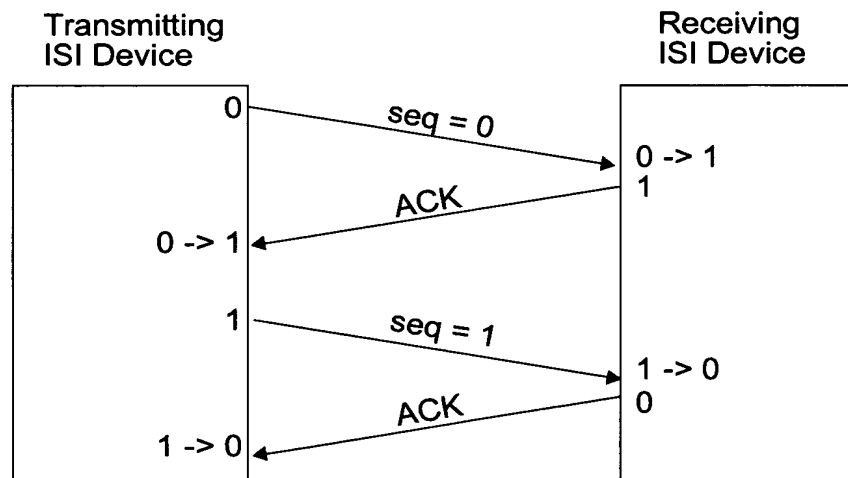 Transmitting
ISI Device
Receiving
ISI Device
0
seq = 0
0 -> 1
1
ACK
0 -> 1
1
seq = 1
1 -> 0
0
ACK
1 -> 0